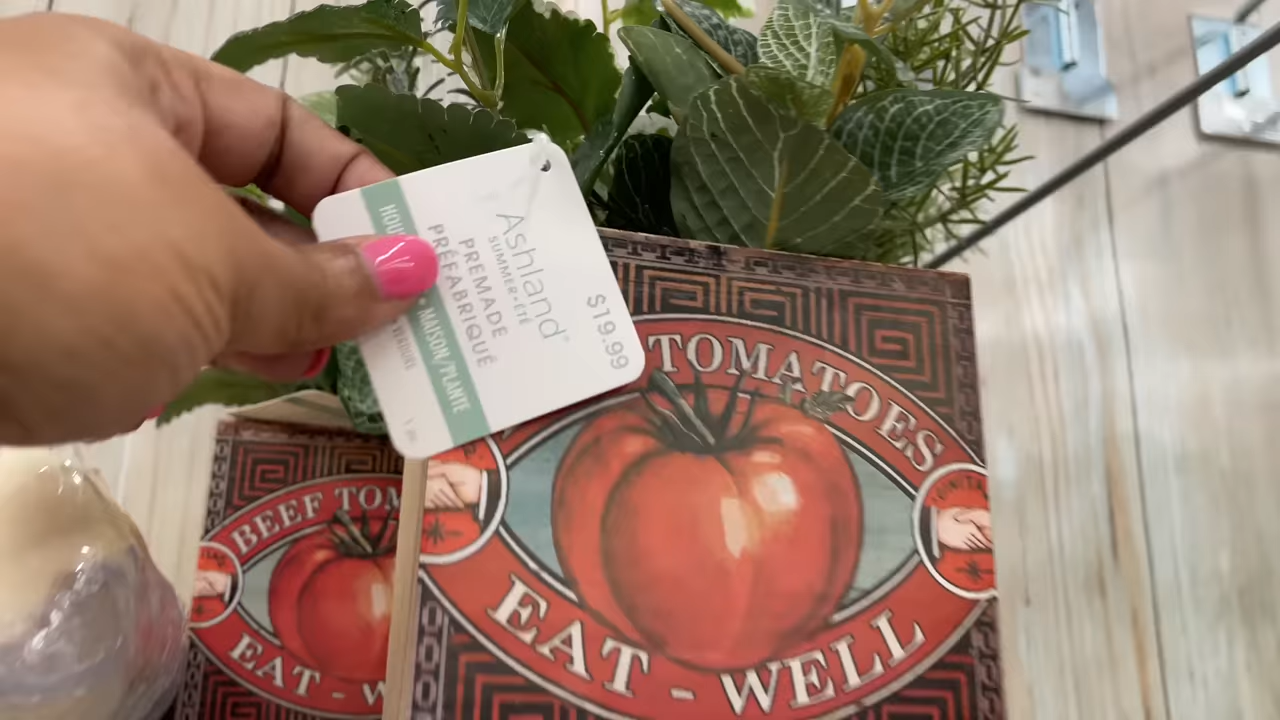 $19.99
Ashland®
SUMMER • ÉTÉ
PREMADE
PRÉFABRIQUÉ
MAISON/PLANTE
TOMATOES
EAT - WELL
BEEF TOM
EAT - W